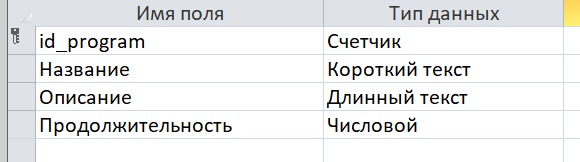 Имя поля Тип данных
id_program Счетчик
Название Короткий текст
Описание Длинный текст
Продолжительность Числовой